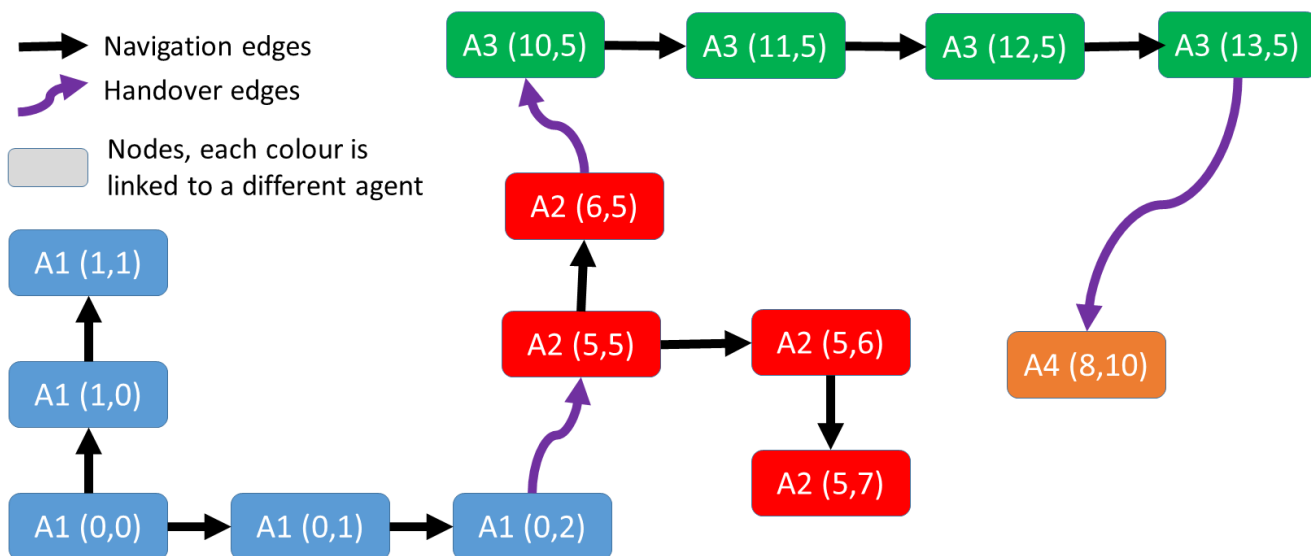 Navigation edges
Handover edges
Nodes, each colour is
linked to a different agent
A3 (10,5)
A3 (11,5)
A3 (12,5)
A3 (13,5)
A2 (6,5)
A1 (1,1)
A2 (5,5)
A2 (5,6)
A4 (8,10)
A1 (1,0)
A2 (5,7)
A1 (0,0)
A1 (0,1)
A1 (0,2)